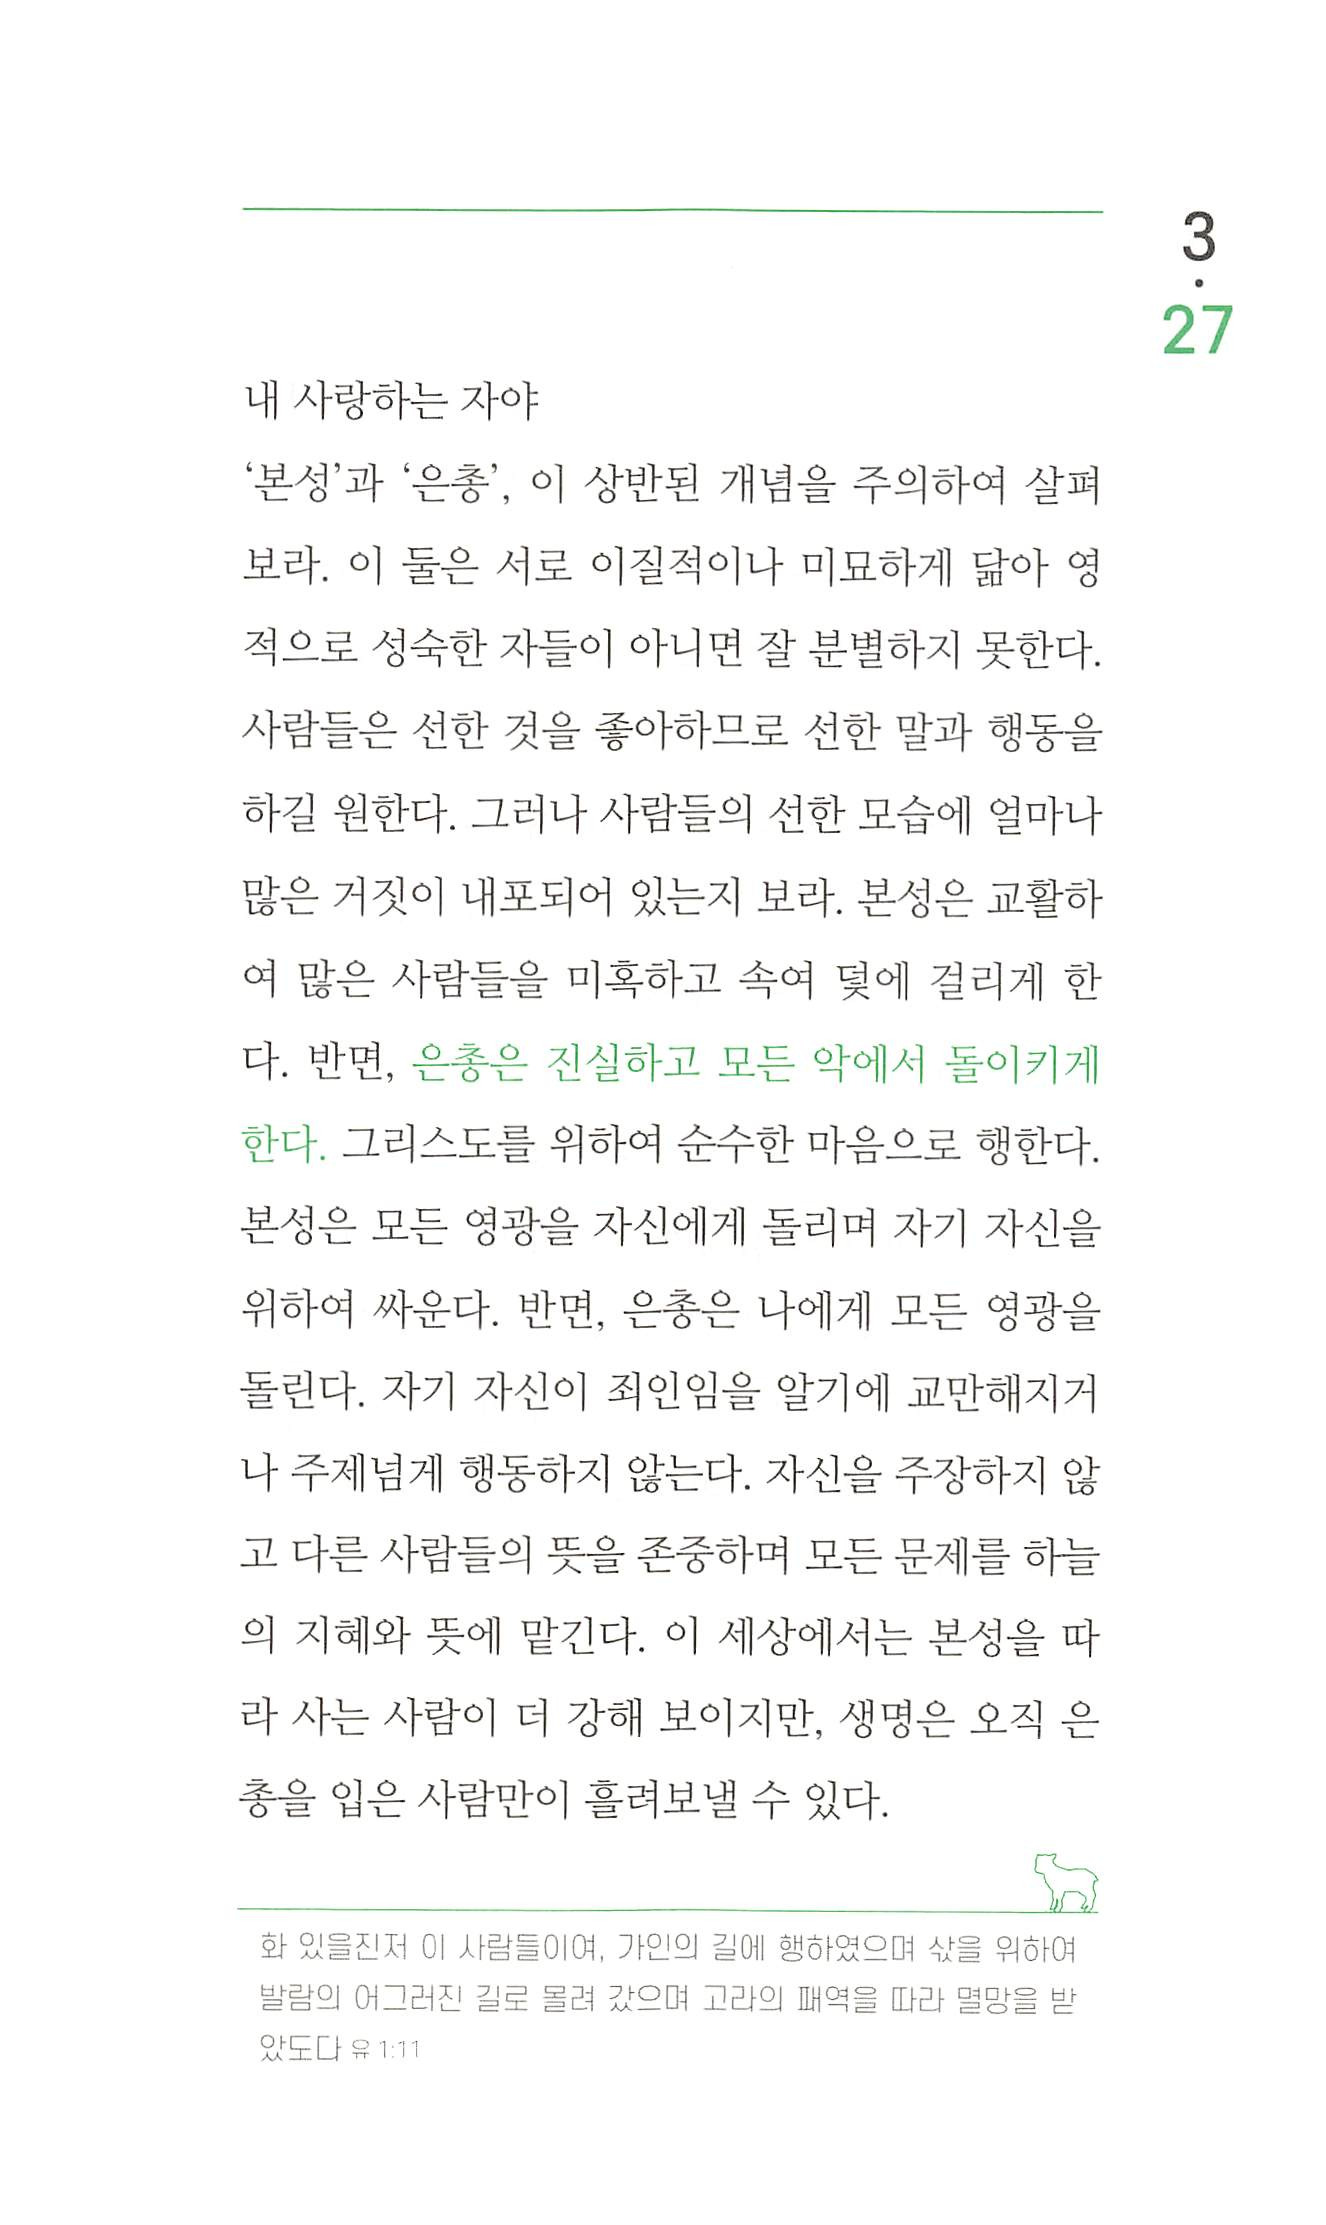 3
·
27
내 사랑하는 자야
‘본성’과 ‘은총’, 이 상반된 개념을 주의하여 살펴
보라. 이 둘은 서로 이질적이나 미묘하게 닮아 영
적으로 성숙한 자들이 아니면 잘 분별하지 못한다.
사람들은 선한 것을 좋아하므로 선한 말과 행동을
하길 원한다. 그러나 사람들의 선한 모습에 얼마나
많은 거짓이 내포되어 있는지 보라. 본성은 교활하
여 많은 사람들을 미혹하고 속여 덫에 걸리게 한
다. 반면, 은총은 진실하고 모든 악에서 돌이키게
한다. 그리스도를 위하여 순수한 마음으로 행한다.
본성은 모든 영광을 자신에게 돌리며 자기 자신을
위하여 싸운다. 반면, 은총은 나에게 모든 영광을
돌린다. 자기 자신이 죄인임을 알기에 교만해지거
나 주제넘게 행동하지 않는다. 자신을 주장하지 않
고 다른 사람들의 뜻을 존중하며 모든 문제를 하늘
의 지혜와 뜻에 맡긴다. 이 세상에서는 본성을 따
라 사는 사람이 더 강해 보이지만, 생명은 오직 은
총을 입은 사람만이 흘려보낼 수 있다.
화 있을진저 이 사람들이여, 가인의 길에 행하였으며 삯을 위하여
발람의 어그러진 길로 몰려 갔으며 고라의 패역을 따라 멸망을 받
았도다 유 1:11